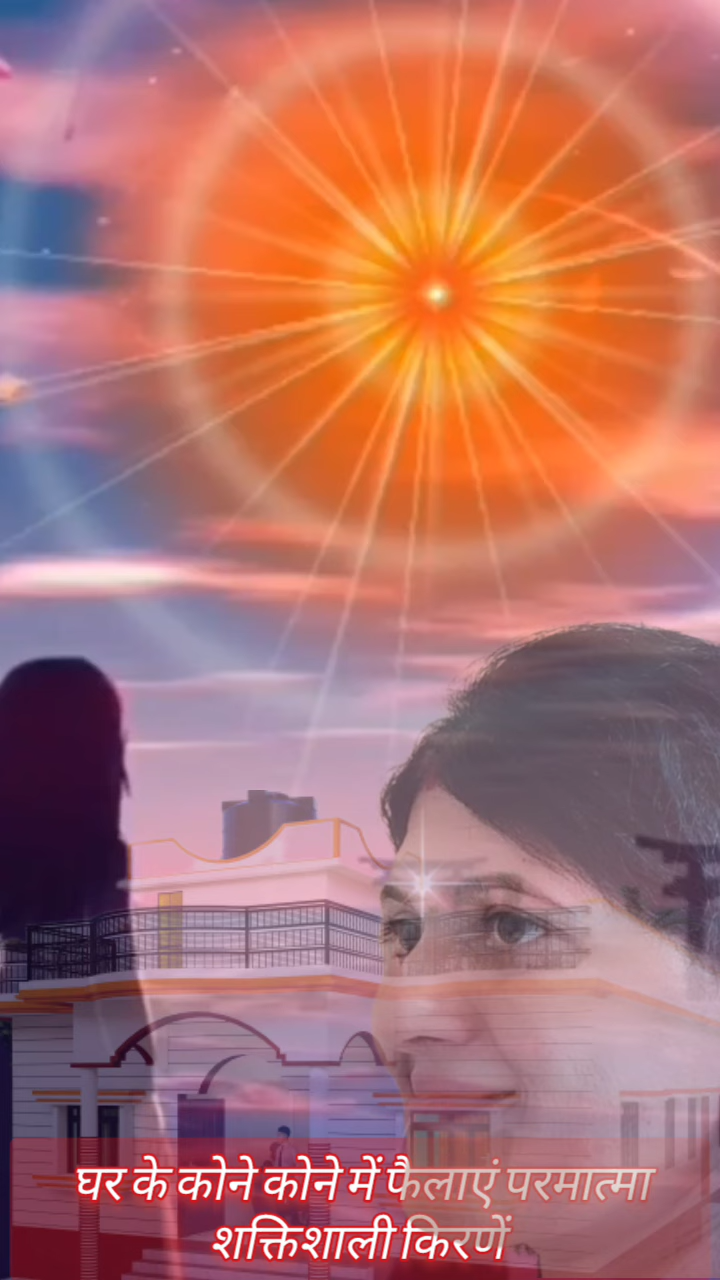 घर के कोने कोने में फैलाएं परमात्मा
शक्तिशाली किरणें